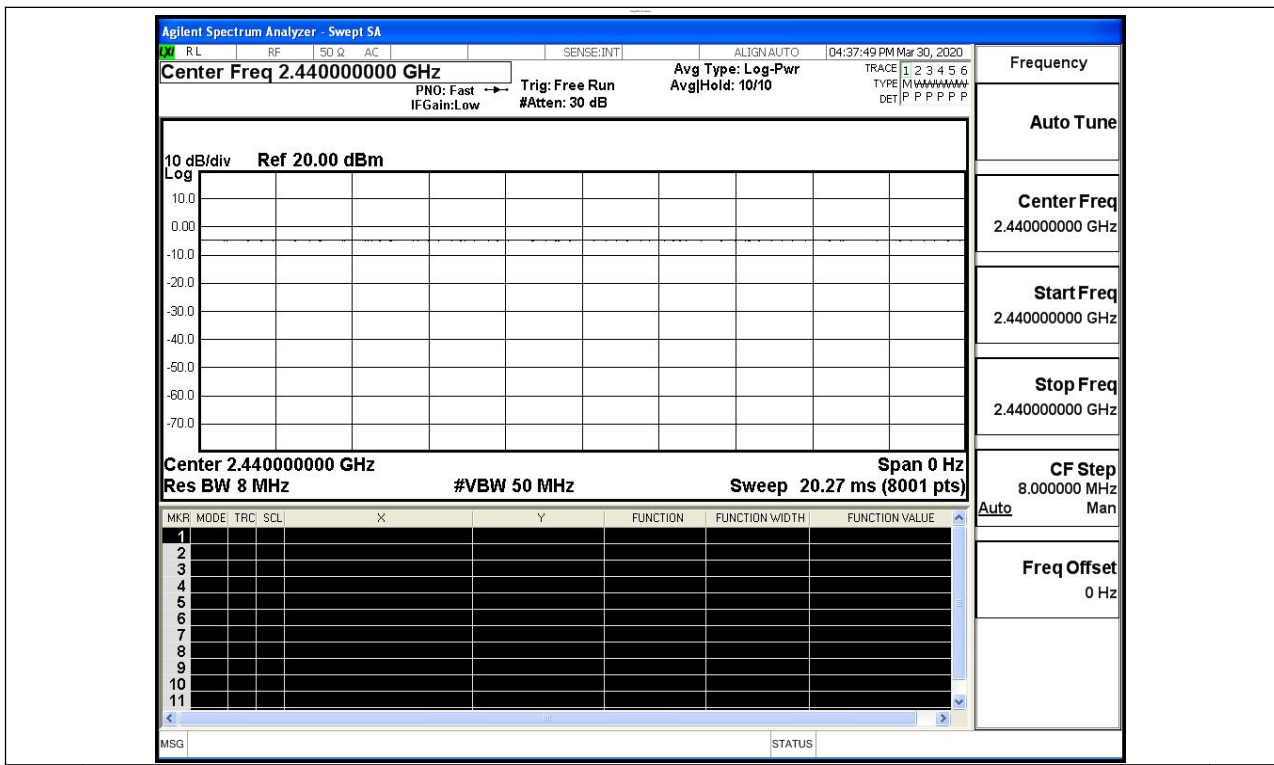 Agilent Spectrum Analyzer - Swept SA
LXI RL RF 50 Ω AC SENSE:INT ALIGN AUTO 04:37:49 PM Mar 30, 2020
Center Freq 2.440000000 GHz
PNO: Fast
IFGain:Low
Trig: Free Run
#Atten: 30 dB
Avg Type: Log-Pwr
Avg|Hold: 10/10
TRACE 1 2 3 4 5 6
TYPE M WWWWW
DET P P P P P P
10 dB/div Ref 20.00 dBm
Log
10.0
0.00
-10.0
-20.0
-30.0
-40.0
-50.0
-60.0
-70.0
Center 2.440000000 GHz Span 0 Hz
Res BW 8 MHz #VBW 50 MHz Sweep 20.27 ms (8001 pts)
MKR MODE TRC SCL X Y FUNCTION FUNCTION WIDTH FUNCTION VALUE
1
2
3
4
5
6
7
8
9
10
11
MSG STATUS
Frequency
Auto Tune
Center Freq
2.440000000 GHz
Start Freq
2.440000000 GHz
Stop Freq
2.440000000 GHz
CF Step
8.000000 MHz
Auto Man
Freq Offset
0 Hz